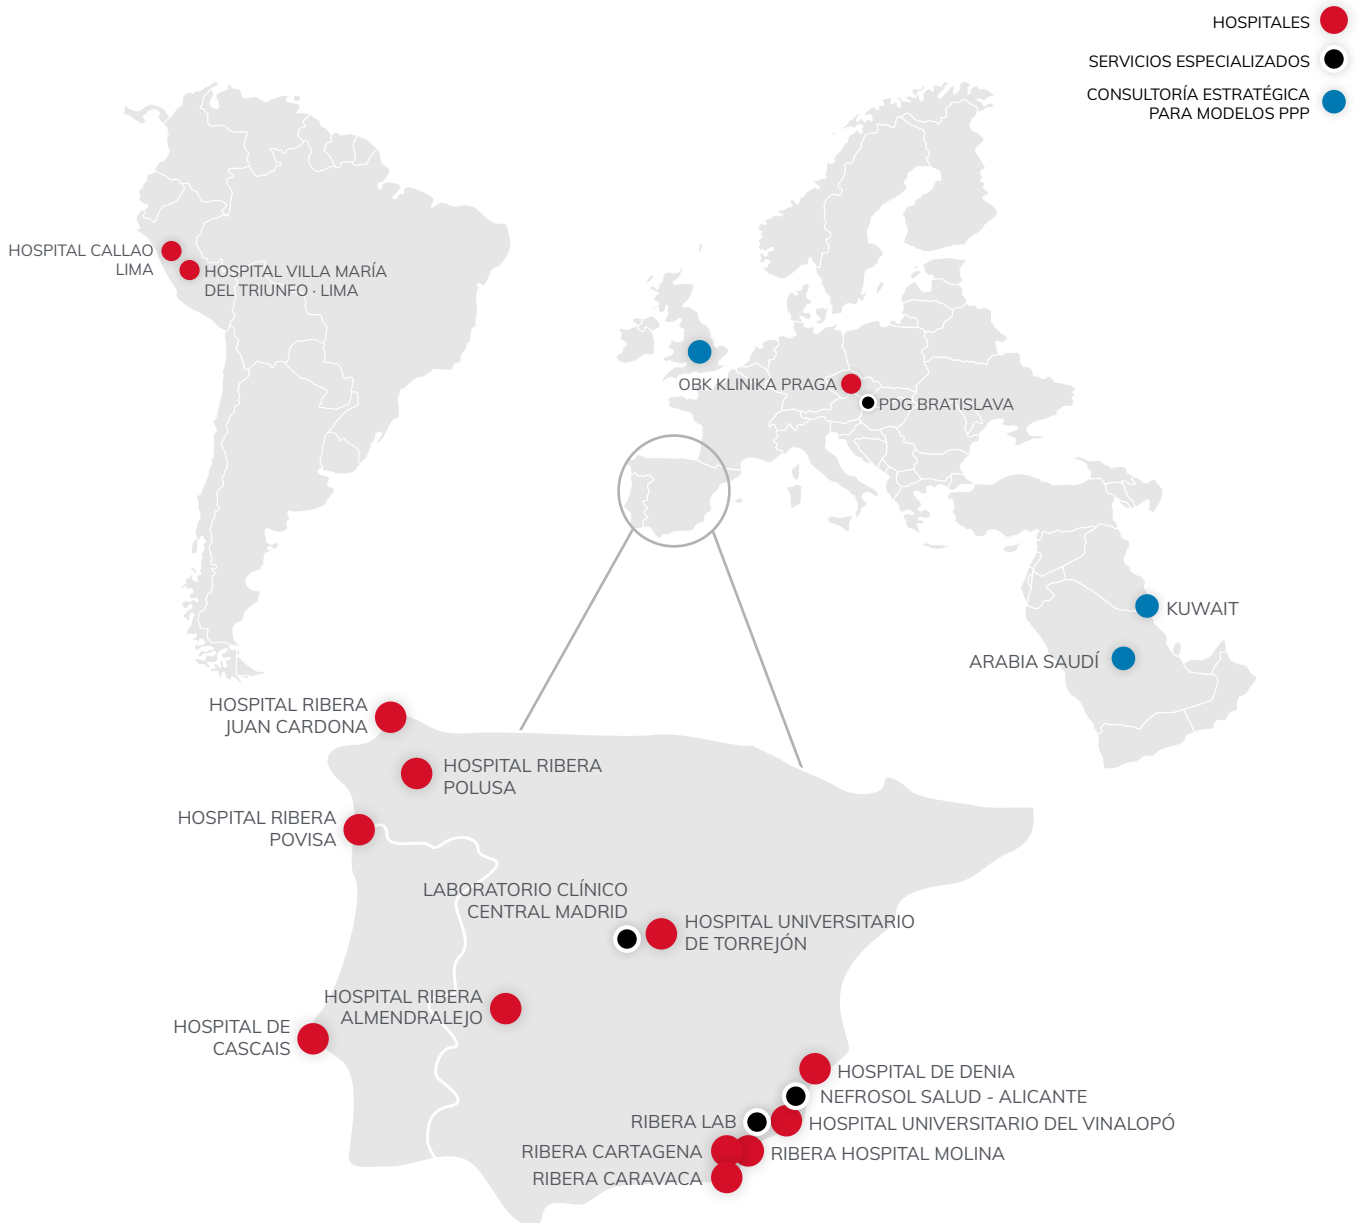 HOSPITALES
SERVICIOS ESPECIALIZADOS
CONSULTORÍA ESTRATÉGICA
PARA MODELOS PPP
HOSPITAL CALLAO
LIMA
HOSPITAL VILLA MARÍA
DEL TRIUNFO · LIMA
OBK KLINIKA PRAGA
PDG BRATISLAVA
KUWAIT
ARABIA SAUDÍ
HOSPITAL RIBERA
JUAN CARDONA
HOSPITAL RIBERA
POLUSA
HOSPITAL RIBERA
POVISA
LABORATORIO CLÍNICO
CENTRAL MADRID
HOSPITAL UNIVERSITARIO
DE TORREJÓN
HOSPITAL RIBERA
ALMENDRALEJO
HOSPITAL DE
CASCAIS
HOSPITAL DE DENIA
NEFROSOL SALUD - ALICANTE
RIBERA LAB
HOSPITAL UNIVERSITARIO DEL VINALOPÓ
RIBERA CARTAGENA
RIBERA HOSPITAL MOLINA
RIBERA CARAVACA